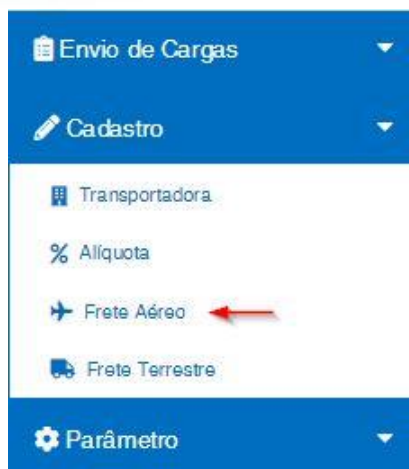 Envio de Cargas
Cadastro
Transportadora
Alíquota
Frete Aéreo
Frete Terrestre
Parâmetro